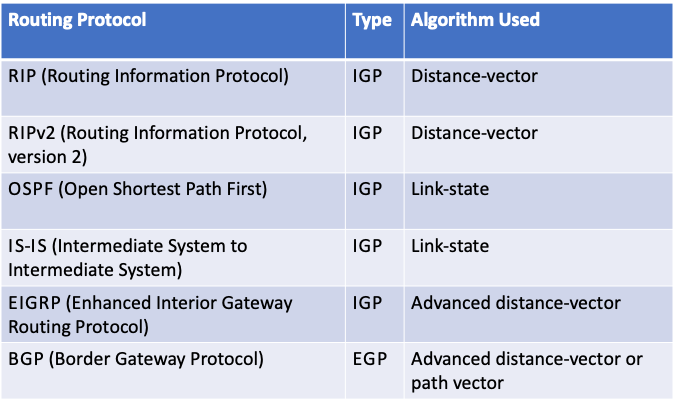 Routing Protocol Type Algorithm Used
RIP (Routing Information Protocol) IGP Distance-vector
RIPv2 (Routing Information Protocol, IGP Distance-vector
version 2)
OSPF (Open Shortest Path First) IGP Link-state
IS-IS (Intermediate System to IGP Link-state
Intermediate System)
EIGRP (Enhanced Interior Gateway IGP Advanced distance-vector
Routing Protocol)
BGP (Border Gateway Protocol) EGP Advanced distance-vector or
path vector